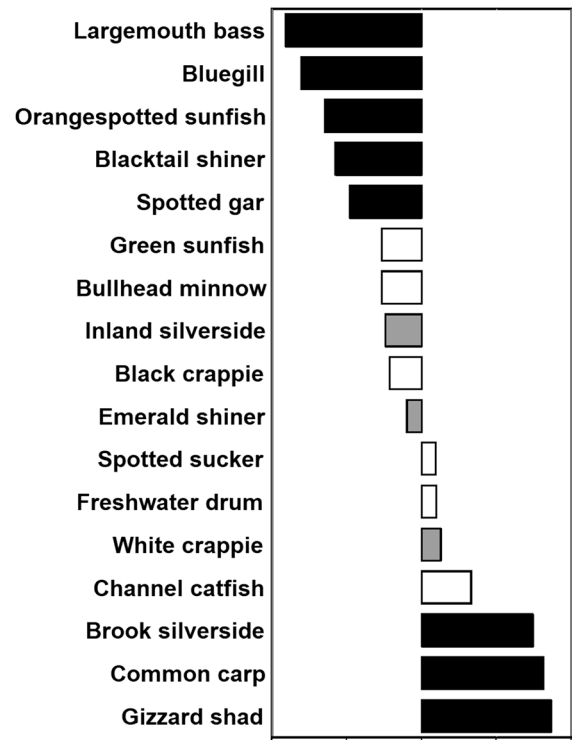 Largemouth bass
Bluegill
Orangespotted sunfish
Blacktail shiner
Spotted gar
Green sunfish
Bullhead minnow
Inland silverside
Black crappie
Emerald shiner
Spotted sucker
Freshwater drum
White crappie
Channel catfish
Brook silverside
Common carp
Gizzard shad